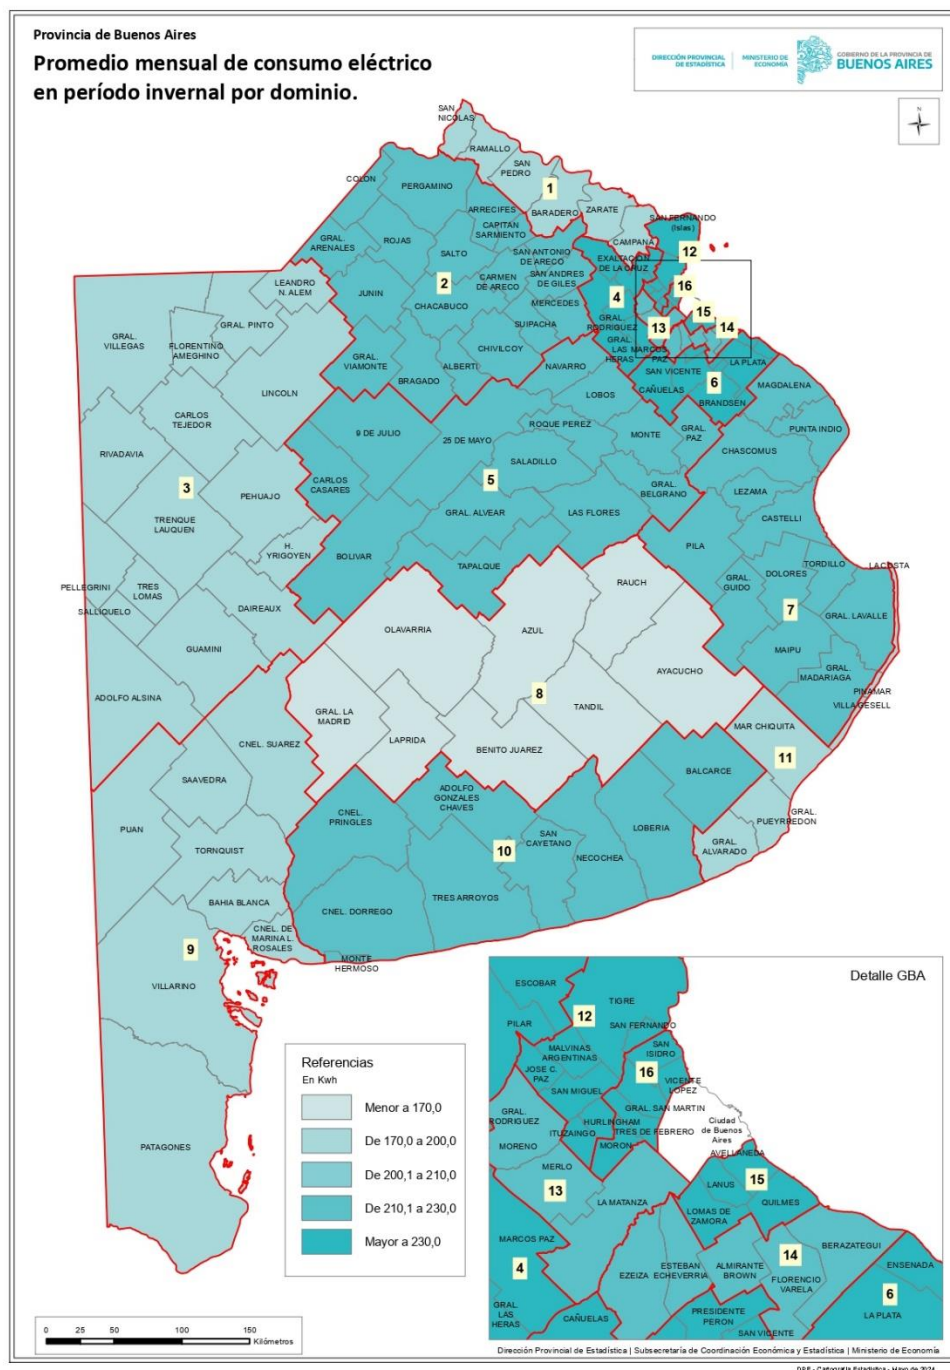 Provincia de Buenos Aires
Promedio mensual de consumo eléctrico
en período invernal por dominio.
DIRECCIÓN PROVINCIAL
DE ESTADÍSTICA
MINISTERIO DE
ECONOMÍA
GOBIERNO DE LA PROVINCIA DE
BUENOS AIRES
N
SAN
NICOLAS
RAMALLO
SAN
PEDRO
1
BARADERO
ZARATE
CAMPANA
SAN FERNANDO
(Islas)
12
COLON
PERGAMINO
ARRECIFES
CAPITAN
SARMIENTO
GRAL.
ARENALES
ROJAS
SALTO
SAN ANTONIO
DE ARECO
EXALTACION
DE LA CRUZ
2
CARMEN
DE ARECO
SAN ANDRES
DE GILES
4
16
LEANDRO
N. ALEM
JUNIN
CHACABUCO
MERCEDES
15
GRAL.
RODRIGUEZ
13
14
GRAL.
VILLEGAS
FLORENTINO
AMEGHINO
GRAL. PINTO
SUIPACHA
GRAL.
LAS
HERAS
MARCOS
PAZ
GRAL.
VIAMONTE
BRAGADO
ALBERTI
CHIVILCOY
NAVARRO
SAN VICENTE
LA PLATA
CAÑUELAS
6
BRANDSEN
MAGDALENA
LINCOLN
LOBOS
CARLOS
TEJEDOR
9 DE JULIO
25 DE MAYO
ROQUE PEREZ
MONTE
GRAL.
PAZ
PUNTA INDIO
CHASCOMUS
RIVADAVIA
SALADILLO
3
PEHUAJO
CARLOS
CASARES
5
GRAL.
BELGRANO
LEZAMA
TRENQUE
LAUQUEN
GRAL. ALVEAR
LAS FLORES
CASTELLI
H.
YRIGOYEN
BOLIVAR
TAPALQUE
PILA
PELLEGRINI
TRES
LOMAS
SALLIQUELO
DAIREAUX
RAUCH
GRAL.
GUIDO
DOLORES
TORDILLO
LA COSTA
7
GRAL. LAVALLE
OLAVARRIA
AZUL
GUAMINI
MAIPU
AYACUCHO
GRAL.
MADARIAGA
ADOLFO ALSINA
8
PINAMAR
VILLA GESELL
GRAL. LA
MADRID
TANDIL
MAR CHIQUITA
CNEL. SUAREZ
LAPRIDA
BENITO JUAREZ
11
SAAVEDRA
BALCARCE
ADOLFO
GONZALES
CHAVES
GRAL.
PUEYRREDON
PUAN
CNEL.
PRINGLES
LOBERIA
SAN
CAYETANO
GRAL.
ALVARADO
TORNQUIST
10
NECOCHEA
BAHIA BLANCA
CNEL. DORREGO
TRES ARROYOS
CNEL. DE
MARINA L.
ROSALES
9
MONTE
HERMOSO
VILLARINO
PATAGONES
Referencias
En Kwh
Menor a 170,0
De 170,0 a 200,0
De 200,1 a 210,0
De 210,1 a 230,0
Mayor a 230,0
Detalle GBA
ESCOBAR
TIGRE
12
PILAR
SAN FERNANDO
MALVINAS
ARGENTINAS
SAN
ISIDRO
JOSE C.
PAZ
16
SAN MIGUEL
VICENTE
LOPEZ
GRAL.
RODRIGUEZ
GRAL. SAN MARTIN
HURLINGHAM
ITUZAINGO
TRES DE FEBRERO
Ciudad
de Buenos
Aires
MORENO
MORON
MERLO
AVELLANEDA
13
LANUS
15
LA MATANZA
QUILMES
LOMAS DE
ZAMORA
MARCOS PAZ
BERAZATEGUI
14
4
EZEIZA
ESTEBAN
ECHEVERRIA
ALMIRANTE
BROWN
FLORENCIO
VARELA
ENSENADA
6
GRAL
LAS
HERAS
CAÑUELAS
PRESIDENTE
PERON
LA PLATA
SAN VICENTE
0 25 50 100 150
Kilómetros
Dirección Provincial de Estadística | Subsecretaría de Coordinación Económica y Estadística | Ministerio de Economía
DPE - Cartografía Estadística - Mayo de 2024